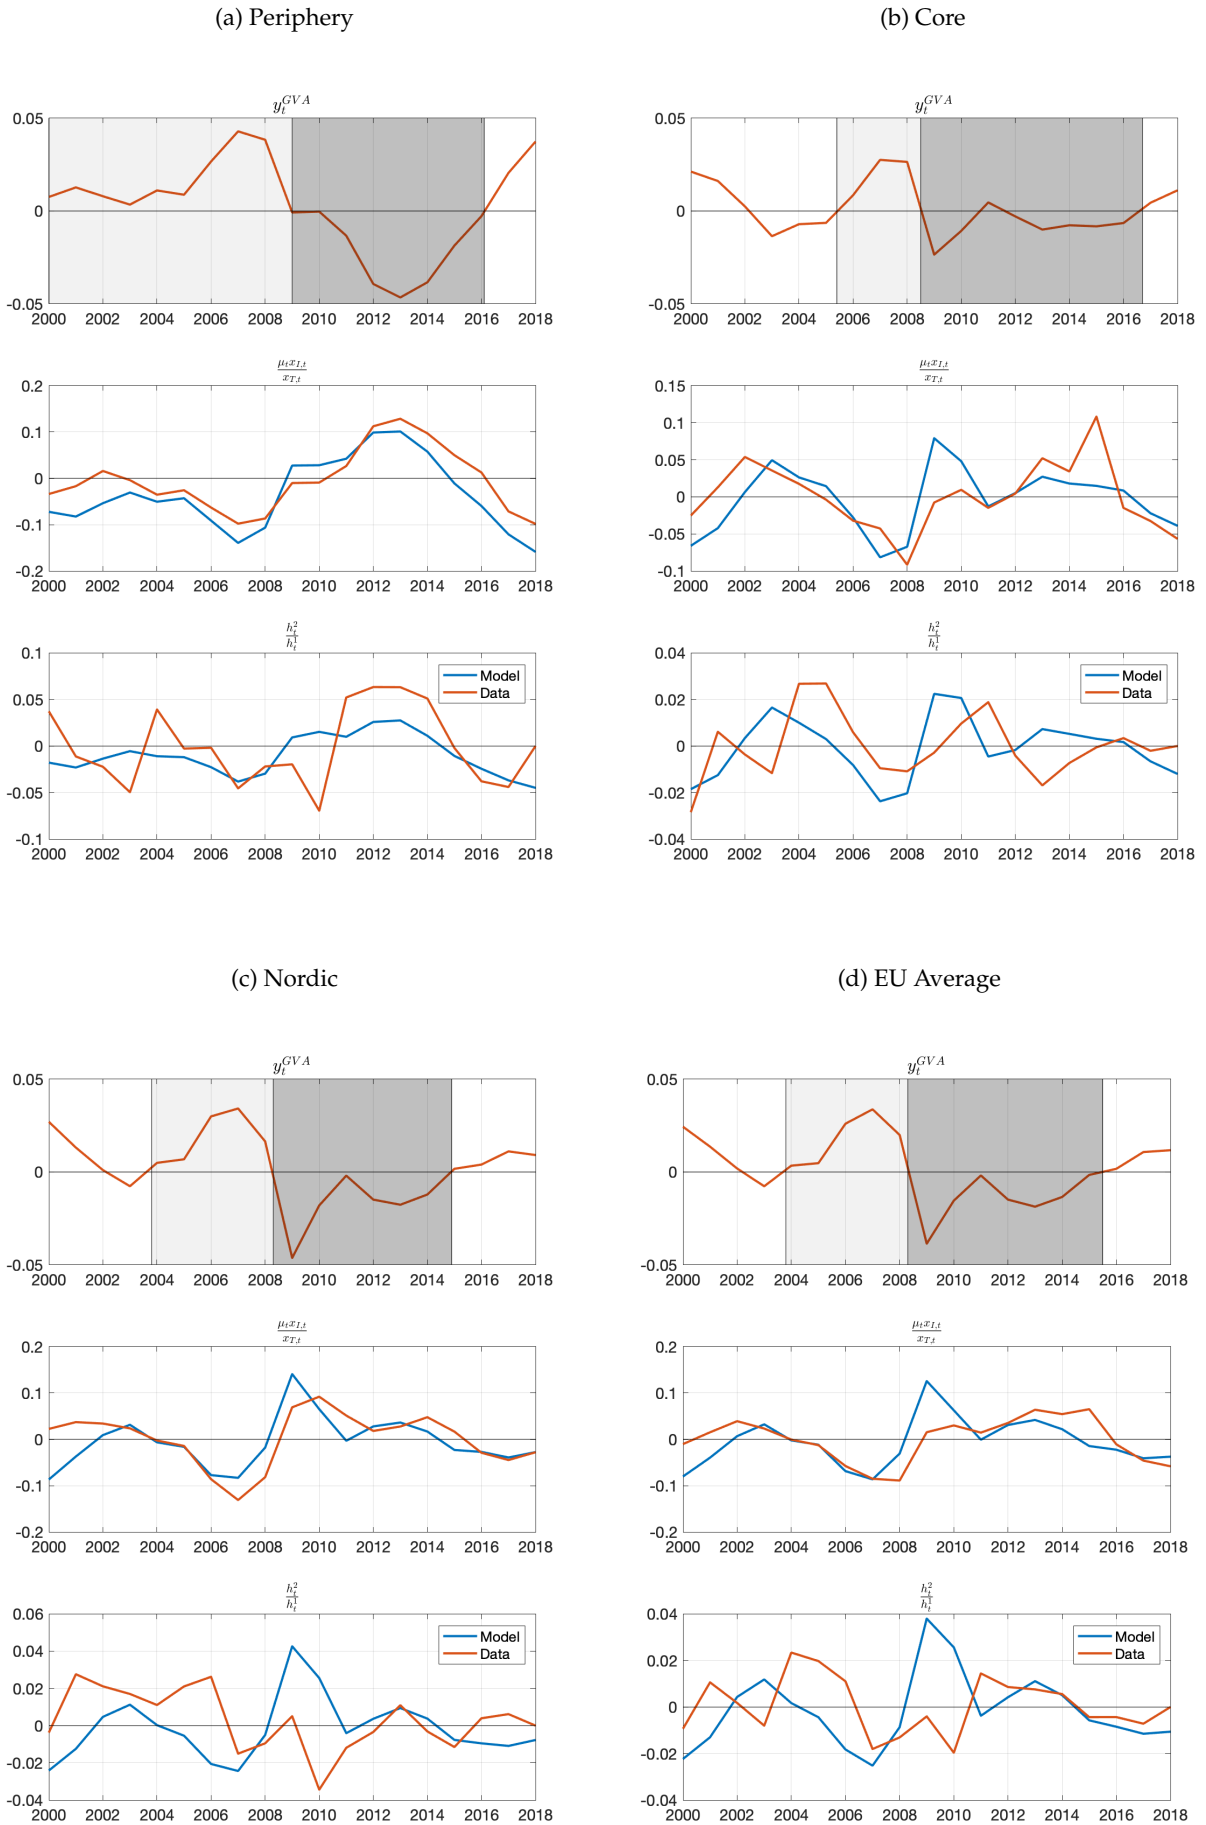 (a) Periphery
(b) Core
y_t^{GVA}
0.05
0
-0.05
2000 2002 2004 2006 2008 2010 2012 2014 2016 2018
y_t^{GVA}
0.05
0
-0.05
2000 2002 2004 2006 2008 2010 2012 2014 2016 2018
\frac{μ_t x_{I,t}}{x_{T,t}}
0.2
0.1
0
-0.1
-0.2
2000 2002 2004 2006 2008 2010 2012 2014 2016 2018
\frac{μ_t x_{I,t}}{x_{T,t}}
0.15
0.1
0.05
0
-0.05
-0.1
2000 2002 2004 2006 2008 2010 2012 2014 2016 2018
\frac{h_t^2}{h_t^1}
0.1
0.05
0
-0.05
-0.1
Model
Data
2000 2002 2004 2006 2008 2010 2012 2014 2016 2018
\frac{h_t^2}{h_t^1}
0.04
0.02
0
-0.02
-0.04
Model
Data
2000 2002 2004 2006 2008 2010 2012 2014 2016 2018
(c) Nordic
(d) EU Average
y_t^{GVA}
0.05
0
-0.05
2000 2002 2004 2006 2008 2010 2012 2014 2016 2018
y_t^{GVA}
0.05
0
-0.05
2000 2002 2004 2006 2008 2010 2012 2014 2016 2018
\frac{μ_t x_{I,t}}{x_{T,t}}
0.2
0.1
0
-0.1
-0.2
2000 2002 2004 2006 2008 2010 2012 2014 2016 2018
\frac{μ_t x_{I,t}}{x_{T,t}}
0.2
0.1
0
-0.1
-0.2
2000 2002 2004 2006 2008 2010 2012 2014 2016 2018
\frac{h_t^2}{h_t^1}
0.06
0.04
0.02
0
-0.02
-0.04
Model
Data
2000 2002 2004 2006 2008 2010 2012 2014 2016 2018
\frac{h_t^2}{h_t^1}
0.04
0.02
0
-0.02
-0.04
Model
Data
2000 2002 2004 2006 2008 2010 2012 2014 2016 2018